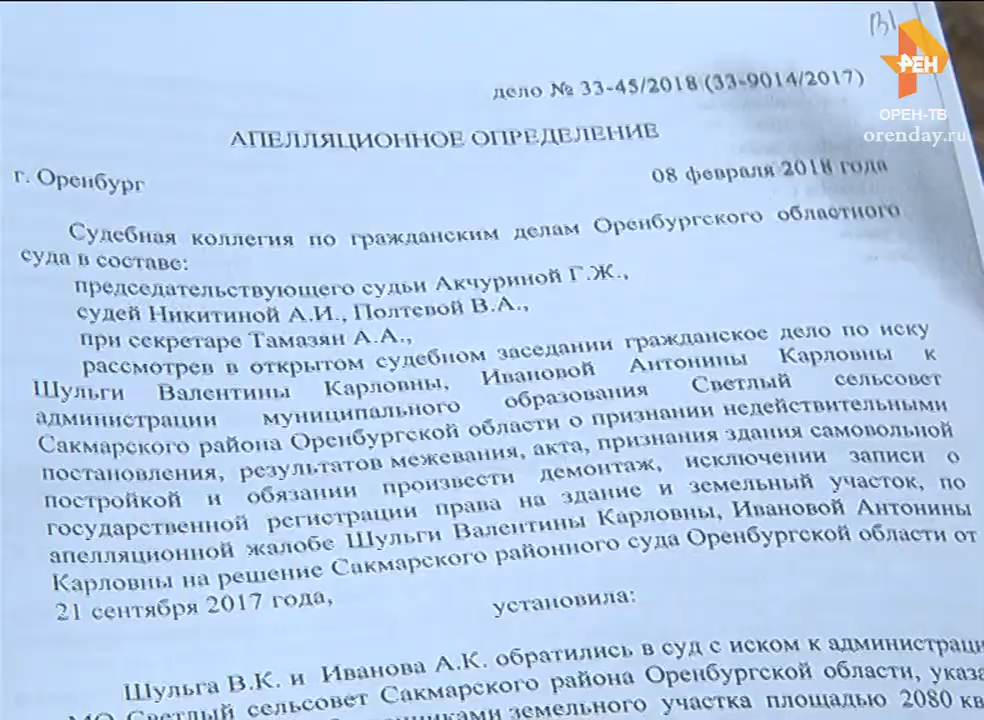 РЕН
ОРЕН-ТВ
orenday.ru
дело № 33-45/2018 (33-9014/2017)
АПЕЛЛЯЦИОННОЕ ОПРЕДЕЛЕНИЕ
г. Оренбург
08 февраля 2018 года
Судебная коллегия по гражданским делам Оренбургского областного
суда в составе:
председательствующего судьи Акчуриной Г.Ж.,
судей Никитиной А.И., Полтевой В.А.,
при секретаре Тамазян А.А.,
рассмотрев в открытом судебном заседании гражданское дело по иску
Шульги Валентины Карловны, Ивановой Антонины Карловны к
администрации муниципального образования Светлый сельсовет
Сакмарского района Оренбургской области о признании недействительными
постановления, результатов межевания, акта, признания здания самовольной
постройкой и обязании произвести демонтаж, исключении записи о
государственной регистрации права на здание и земельный участок, по
апелляционной жалобе Шульги Валентины Карловны, Ивановой Антонины
Карловны на решение Сакмарского районного суда Оренбургской области от
21 сентября 2017 года,
установила:
Шульга В.К. и Иванова А.К. обратились в суд с иском к администраци
МО Светлый сельсовет Сакмарского района Оренбургской области, указа
земельного участка площадью 2080 кв